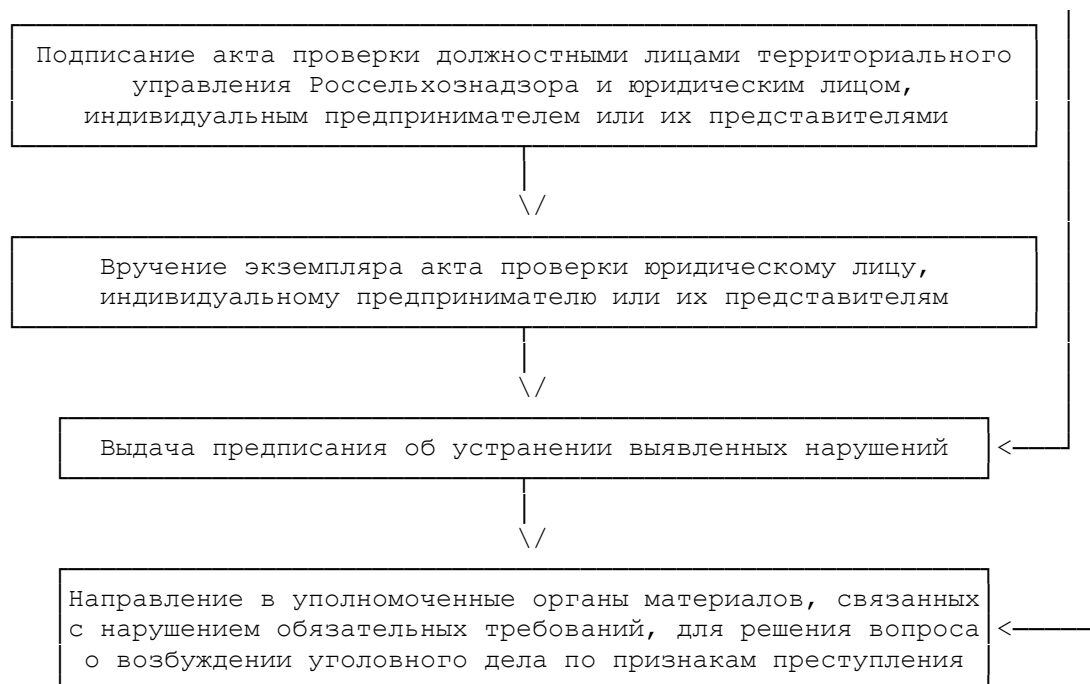 Подписание акта проверки должностными лицами территориального
управления Россельхознадзора и юридическим лицом,
индивидуальным предпринимателем или их представителями
Вручение экземпляра акта проверки юридическому лицу,
индивидуальному предпринимателю или их представителям
Выдача предписания об устранении выявленных нарушений
Направление в уполномоченные органы материалов, связанных
с нарушением обязательных требований, для решения вопроса
о возбуждении уголовного дела по признакам преступления